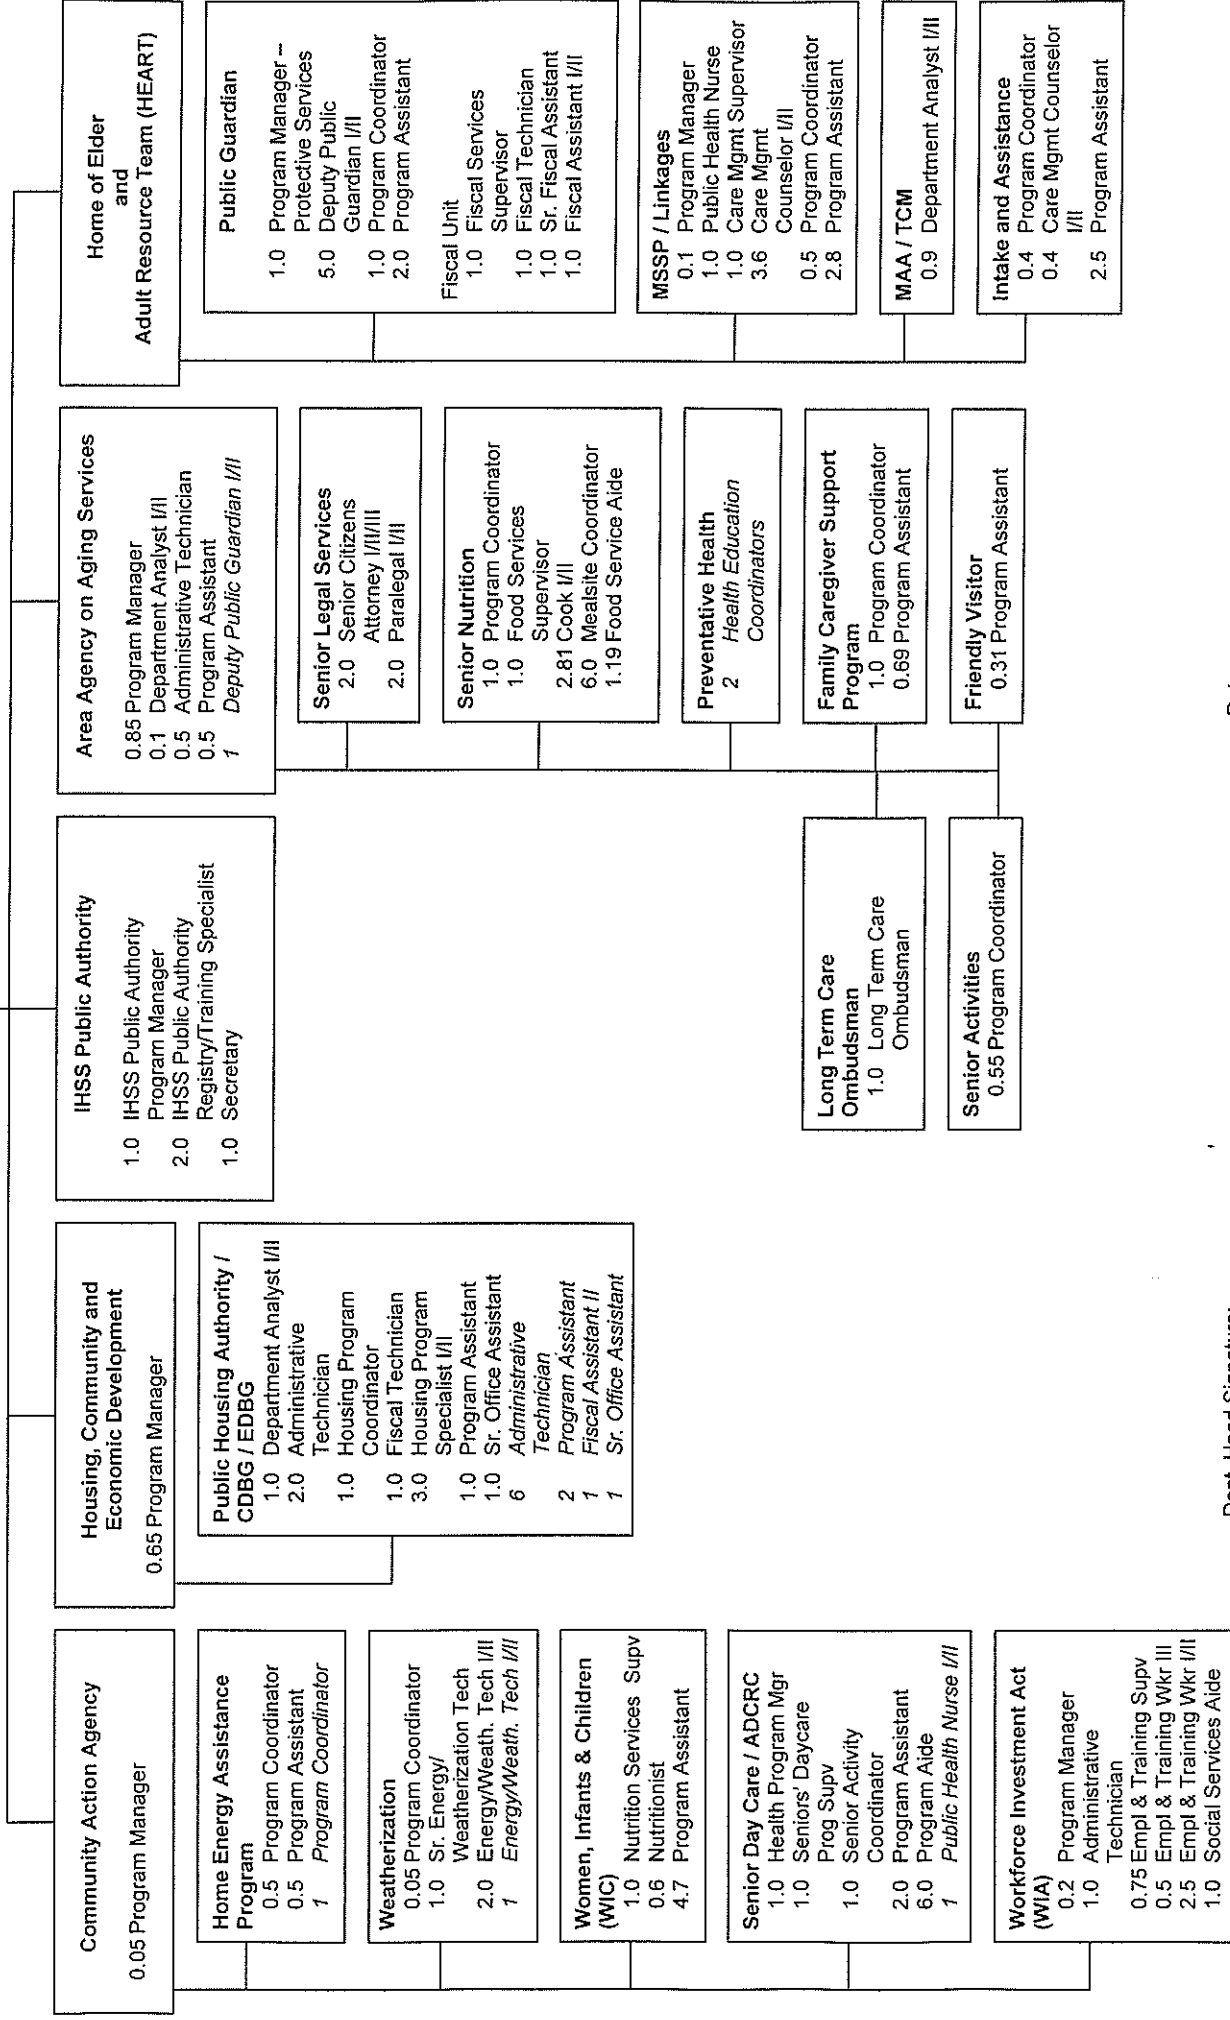 Community Action Agency
0.05 Program Manager
Home Energy Assistance
Program
0.5 Program Coordinator
0.5 Program Assistant
1 Program Coordinator
Weatherization
0.05 Program Coordinator
1.0 Sr. Energy/
Weatherization Tech
2.0 Energy/Weath. Tech I/II
1 Energy/Weath. Tech I/II
Women, Infants & Children
(WIC)
1.0 Nutrition Services Supv
0.6 Nutritionist
4.7 Program Assistant
Senior Day Care / ADCRC
1.0 Health Program Mgr
1.0 Seniors' Daycare
Prog Supv
1.0 Senior Activity
Coordinator
2.0 Program Assistant
6.0 Program Aide
1 Public Health Nurse I/II
Workforce Investment Act
(WIA)
0.2 Program Manager
1.0 Administrative
Technician
0.75 Empl & Training Supv
0.5 Empl & Training Wkr III
2.5 Empl & Training Wkr I/II
1.0 Social Services Aide
Housing, Community and
Economic Development
0.65 Program Manager
Public Housing Authority /
CDBG / EDBG
1.0 Department Analyst I/II
2.0 Administrative
Technician
1.0 Housing Program
Coordinator
1.0 Fiscal Technician
3.0 Housing Program
Specialist I/II
1.0 Program Assistant
1.0 Sr. Office Assistant
6 Administrative
Technician
2 Program Assistant
1 Fiscal Assistant II
1 Sr. Office Assistant
IHSS Public Authority
1.0 IHSS Public Authority
Program Manager
2.0 IHSS Public Authority
Registry/Training Specialist
1.0 Secretary
Area Agency on Aging Services
0.85 Program Manager
0.1 Department Analyst I/II
0.5 Administrative Technician
0.5 Program Assistant
1 Deputy Public Guardian I/II
Senior Legal Services
2.0 Senior Citizens
Attorney I/II/III
2.0 Paralegal I/II
Senior Nutrition
1.0 Program Coordinator
1.0 Food Services
Supervisor
2.81 Cook I/II
6.0 Mealsite Coordinator
1.19 Food Service Aide
Preventative Health
2 Health Education
Coordinators
Family Caregiver Support
Program
1.0 Program Coordinator
0.69 Program Assistant
Friendly Visitor
0.31 Program Assistant
Long Term Care
Ombudsman
1.0 Long Term Care
Ombudsman
Senior Activities
0.55 Program Coordinator
Home of Elder
and
Adult Resource Team (HEART)
Public Guardian
1.0 Program Manager –
Protective Services
5.0 Deputy Public
Guardian I/II
1.0 Program Coordinator
2.0 Program Assistant
Fiscal Unit
1.0 Fiscal Services
Supervisor
1.0 Fiscal Technician
1.0 Sr. Fiscal Assistant
1.0 Fiscal Assistant I/II
MSSP / Linkages
0.1 Program Manager
1.0 Public Health Nurse
1.0 Care Mgmt Supervisor
3.6 Care Mgmt
Counselor I/II
0.5 Program Coordinator
2.8 Program Assistant
MAA / TCM
0.9 Department Analyst I/II
Intake and Assistance
0.4 Program Coordinator
0.4 Care Mgmt Counselor
I/II
2.5 Program Assistant
Dept. Head Signature: